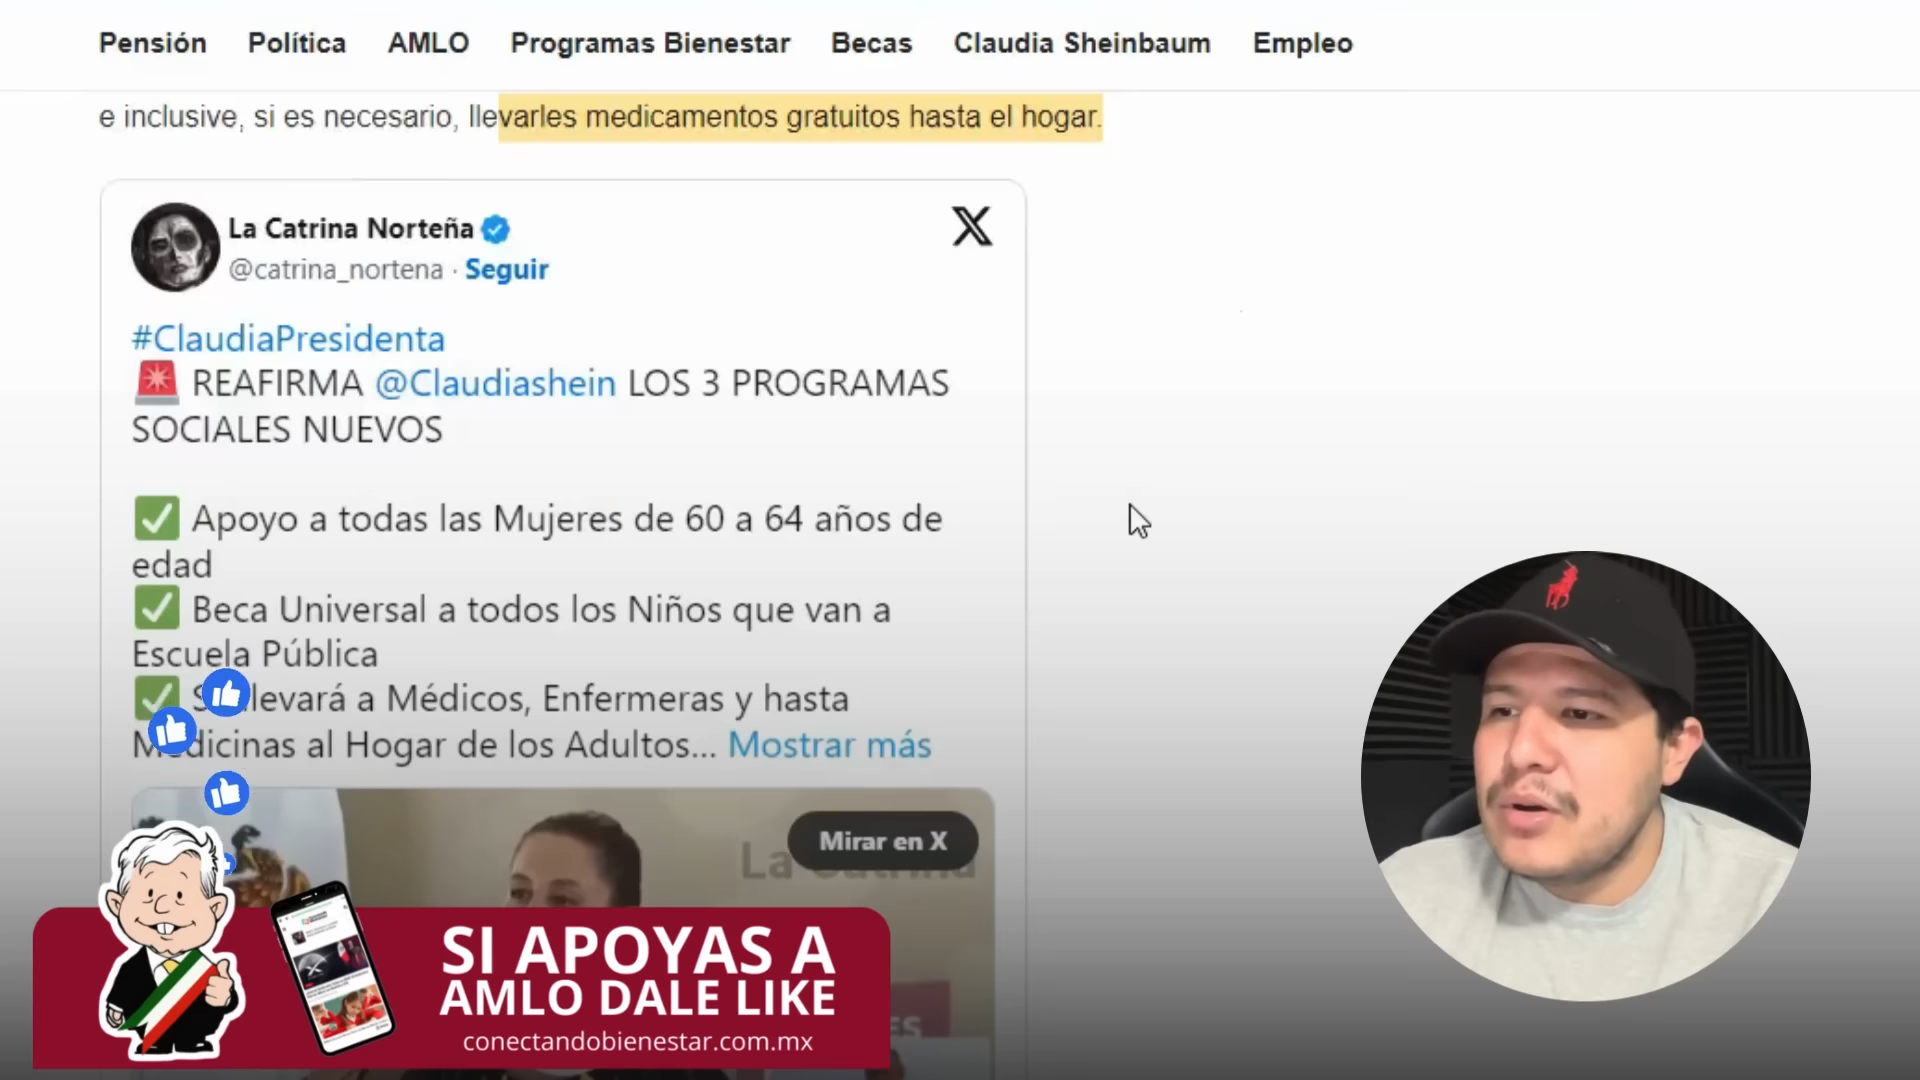 Pensión Política AMLO Programas Bienestar Becas Claudia Sheinbaum Empleo
e inclusive, si es necesario, llevarles medicamentos gratuitos hasta el hogar.
La Catrina Norteña
@catrina_nortena · Seguir
#ClaudiaPresidenta
REAFIRMA @Claudiashein LOS 3 PROGRAMAS
SOCIALES NUEVOS
Apoyo a todas las Mujeres de 60 a 64 años de
edad
Beca Universal a todos los Niños que van a
Escuela Pública
llevará a Médicos, Enfermeras y hasta
Medicinas al Hogar de los Adultos... Mostrar más
Mirar en X
La
SI APOYAS A
AMLO DALE LIKE
conectandobienestar.com.mx